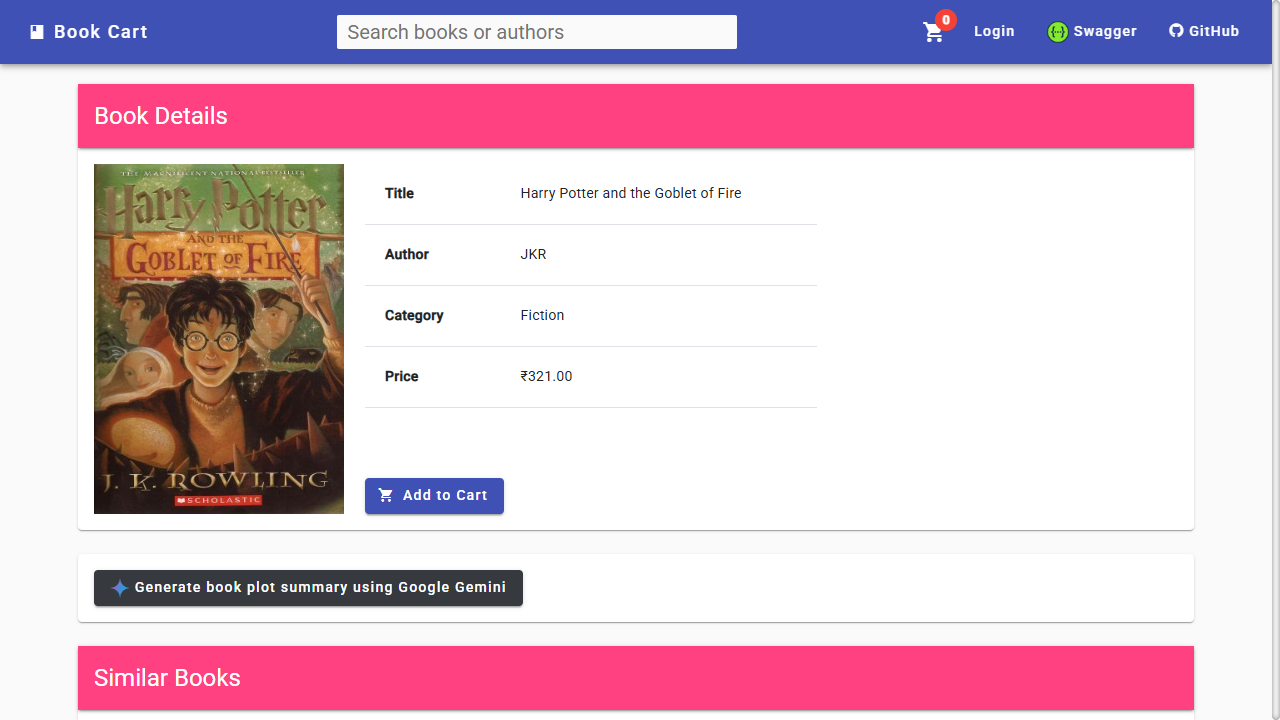 Book Cart
Search books or authors
0
Login
Swagger
GitHub
Book Details
THE MAGNIFICENT NATIONAL BESTSELLER
Harry Potter
AND THE
GOBLET OF FIRE
J. K. ROWLING
SCHOLASTIC
Title Harry Potter and the Goblet of Fire
Author JKR
Category Fiction
Price ₹321.00
Add to Cart
Generate book plot summary using Google Gemini
Similar Books